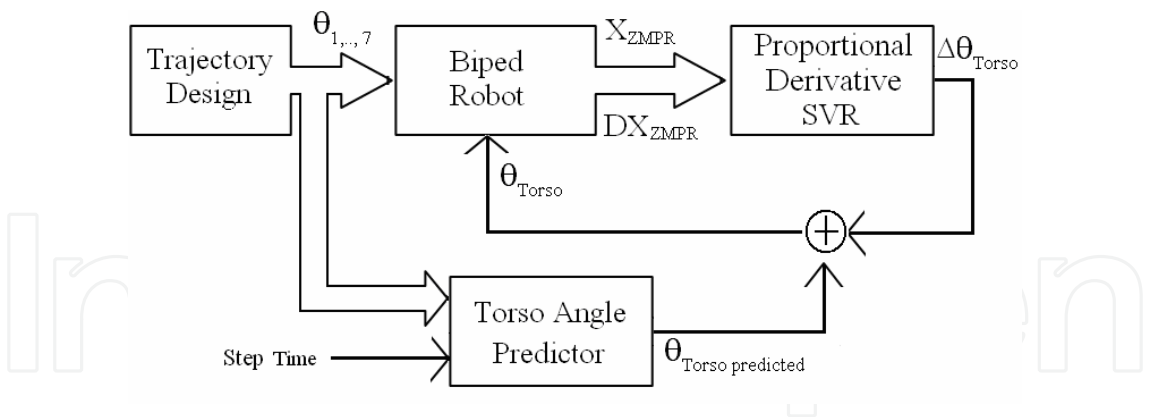 Trajectory
Design
θ1,.., 7
Biped
Robot
XZMPR
DXZMPR
Proportional
Derivative
SVR
ΔθTorso
θTorso
+
Torso Angle
Predictor
Step Time
θTorso predicted